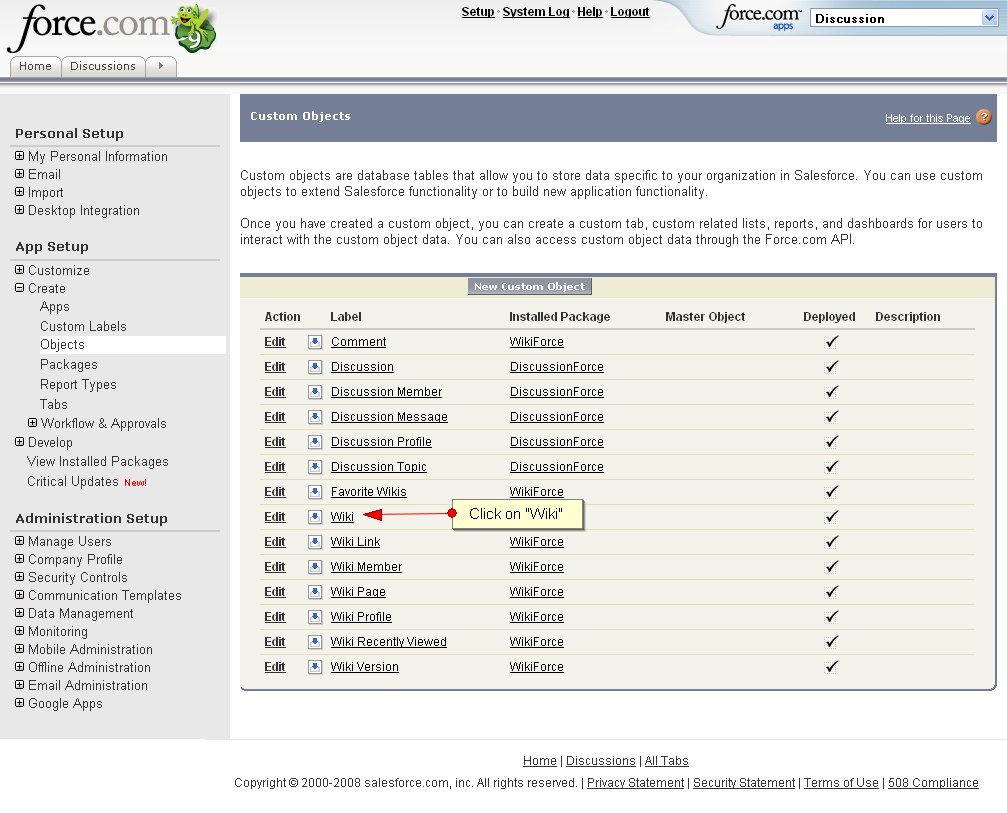 force.com 9
Setup · System Log · Help · Logout
force.com apps
Discussion
Home Discussions
Personal Setup
My Personal Information
Email
Import
Desktop Integration
App Setup
Customize
Create
Apps
Custom Labels
Objects
Packages
Report Types
Tabs
Workflow & Approvals
Develop
View Installed Packages
Critical Updates New!
Administration Setup
Manage Users
Company Profile
Security Controls
Communication Templates
Data Management
Monitoring
Mobile Administration
Offline Administration
Email Administration
Google Apps
Custom Objects
Help for this Page ?
Custom objects are database tables that allow you to store data specific to your organization in Salesforce. You can use custom
objects to extend Salesforce functionality or to build new application functionality.
Once you have created a custom object, you can create a custom tab, custom related lists, reports, and dashboards for users to
interact with the custom object data. You can also access custom object data through the Force.com API.
New Custom Object
Action Label Installed Package Master Object Deployed Description
Edit Comment WikiForce ✓
Edit Discussion DiscussionForce ✓
Edit Discussion Member DiscussionForce ✓
Edit Discussion Message DiscussionForce ✓
Edit Discussion Profile DiscussionForce ✓
Edit Discussion Topic DiscussionForce ✓
Edit Favorite Wikis WikiForce ✓
Edit Wiki Click on "Wiki" ✓
Edit Wiki Link WikiForce ✓
Edit Wiki Member WikiForce ✓
Edit Wiki Page WikiForce ✓
Edit Wiki Profile WikiForce ✓
Edit Wiki Recently Viewed WikiForce ✓
Edit Wiki Version WikiForce ✓
Home | Discussions | All Tabs
Copyright © 2000-2008 salesforce.com, inc. All rights reserved. | Privacy Statement | Security Statement | Terms of Use | 508 Compliance